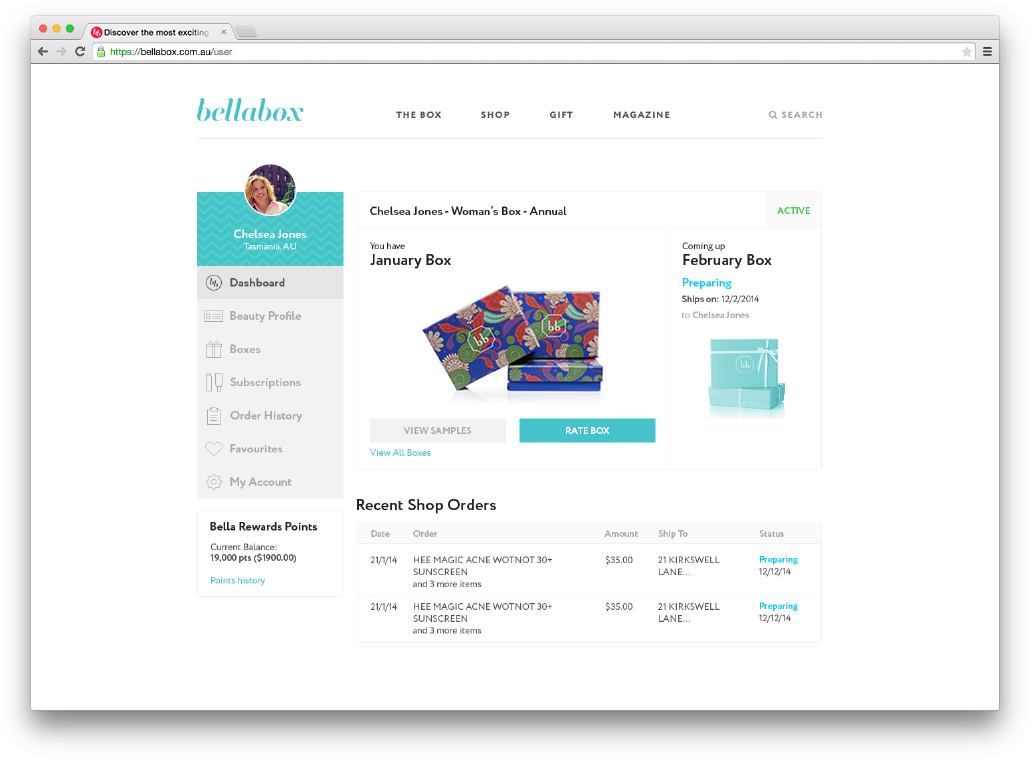 Discover the most exciting
https://bellabox.com.au/user
bellabox
THE BOX
SHOP
GIFT
MAGAZINE
SEARCH
Chelsea Jones
Tasmania, AU
Dashboard
Beauty Profile
Boxes
Subscriptions
Order History
Favourites
My Account
Bella Rewards Points
Current Balance:
19,000 pts ($1900.00)
Points history
Chelsea Jones - Woman's Box - Annual
ACTIVE
You have
January Box
bb
bb
VIEW SAMPLES
RATE BOX
View All Boxes
Coming up
February Box
Preparing
Ships on: 12/2/2014
to Chelsea Jones
bb
Recent Shop Orders
Date Order Amount Ship To Status
21/1/14 HEE MAGIC ACNE WOTNOT 30+ $35.00 21 KIRKSWELL Preparing
SUNSCREEN LANE... 12/12/14
and 3 more items
21/1/14 HEE MAGIC ACNE WOTNOT 30+ $35.00 21 KIRKSWELL Preparing
SUNSCREEN LANE... 12/12/14
and 3 more items